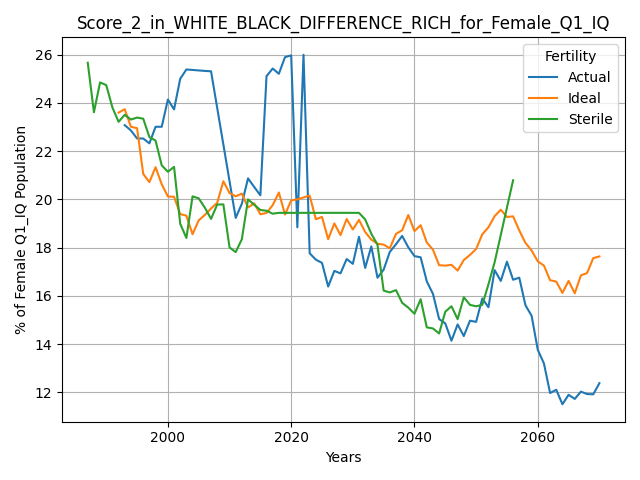 Score_2_in_WHITE_BLACK_DIFFERENCE_RICH_for_Female_Q1_IQ
Fertility
Actual
Ideal
Sterile
% of Female Q1_IQ Population
26
24
22
20
18
16
14
12
2000
2020
2040
2060
Years